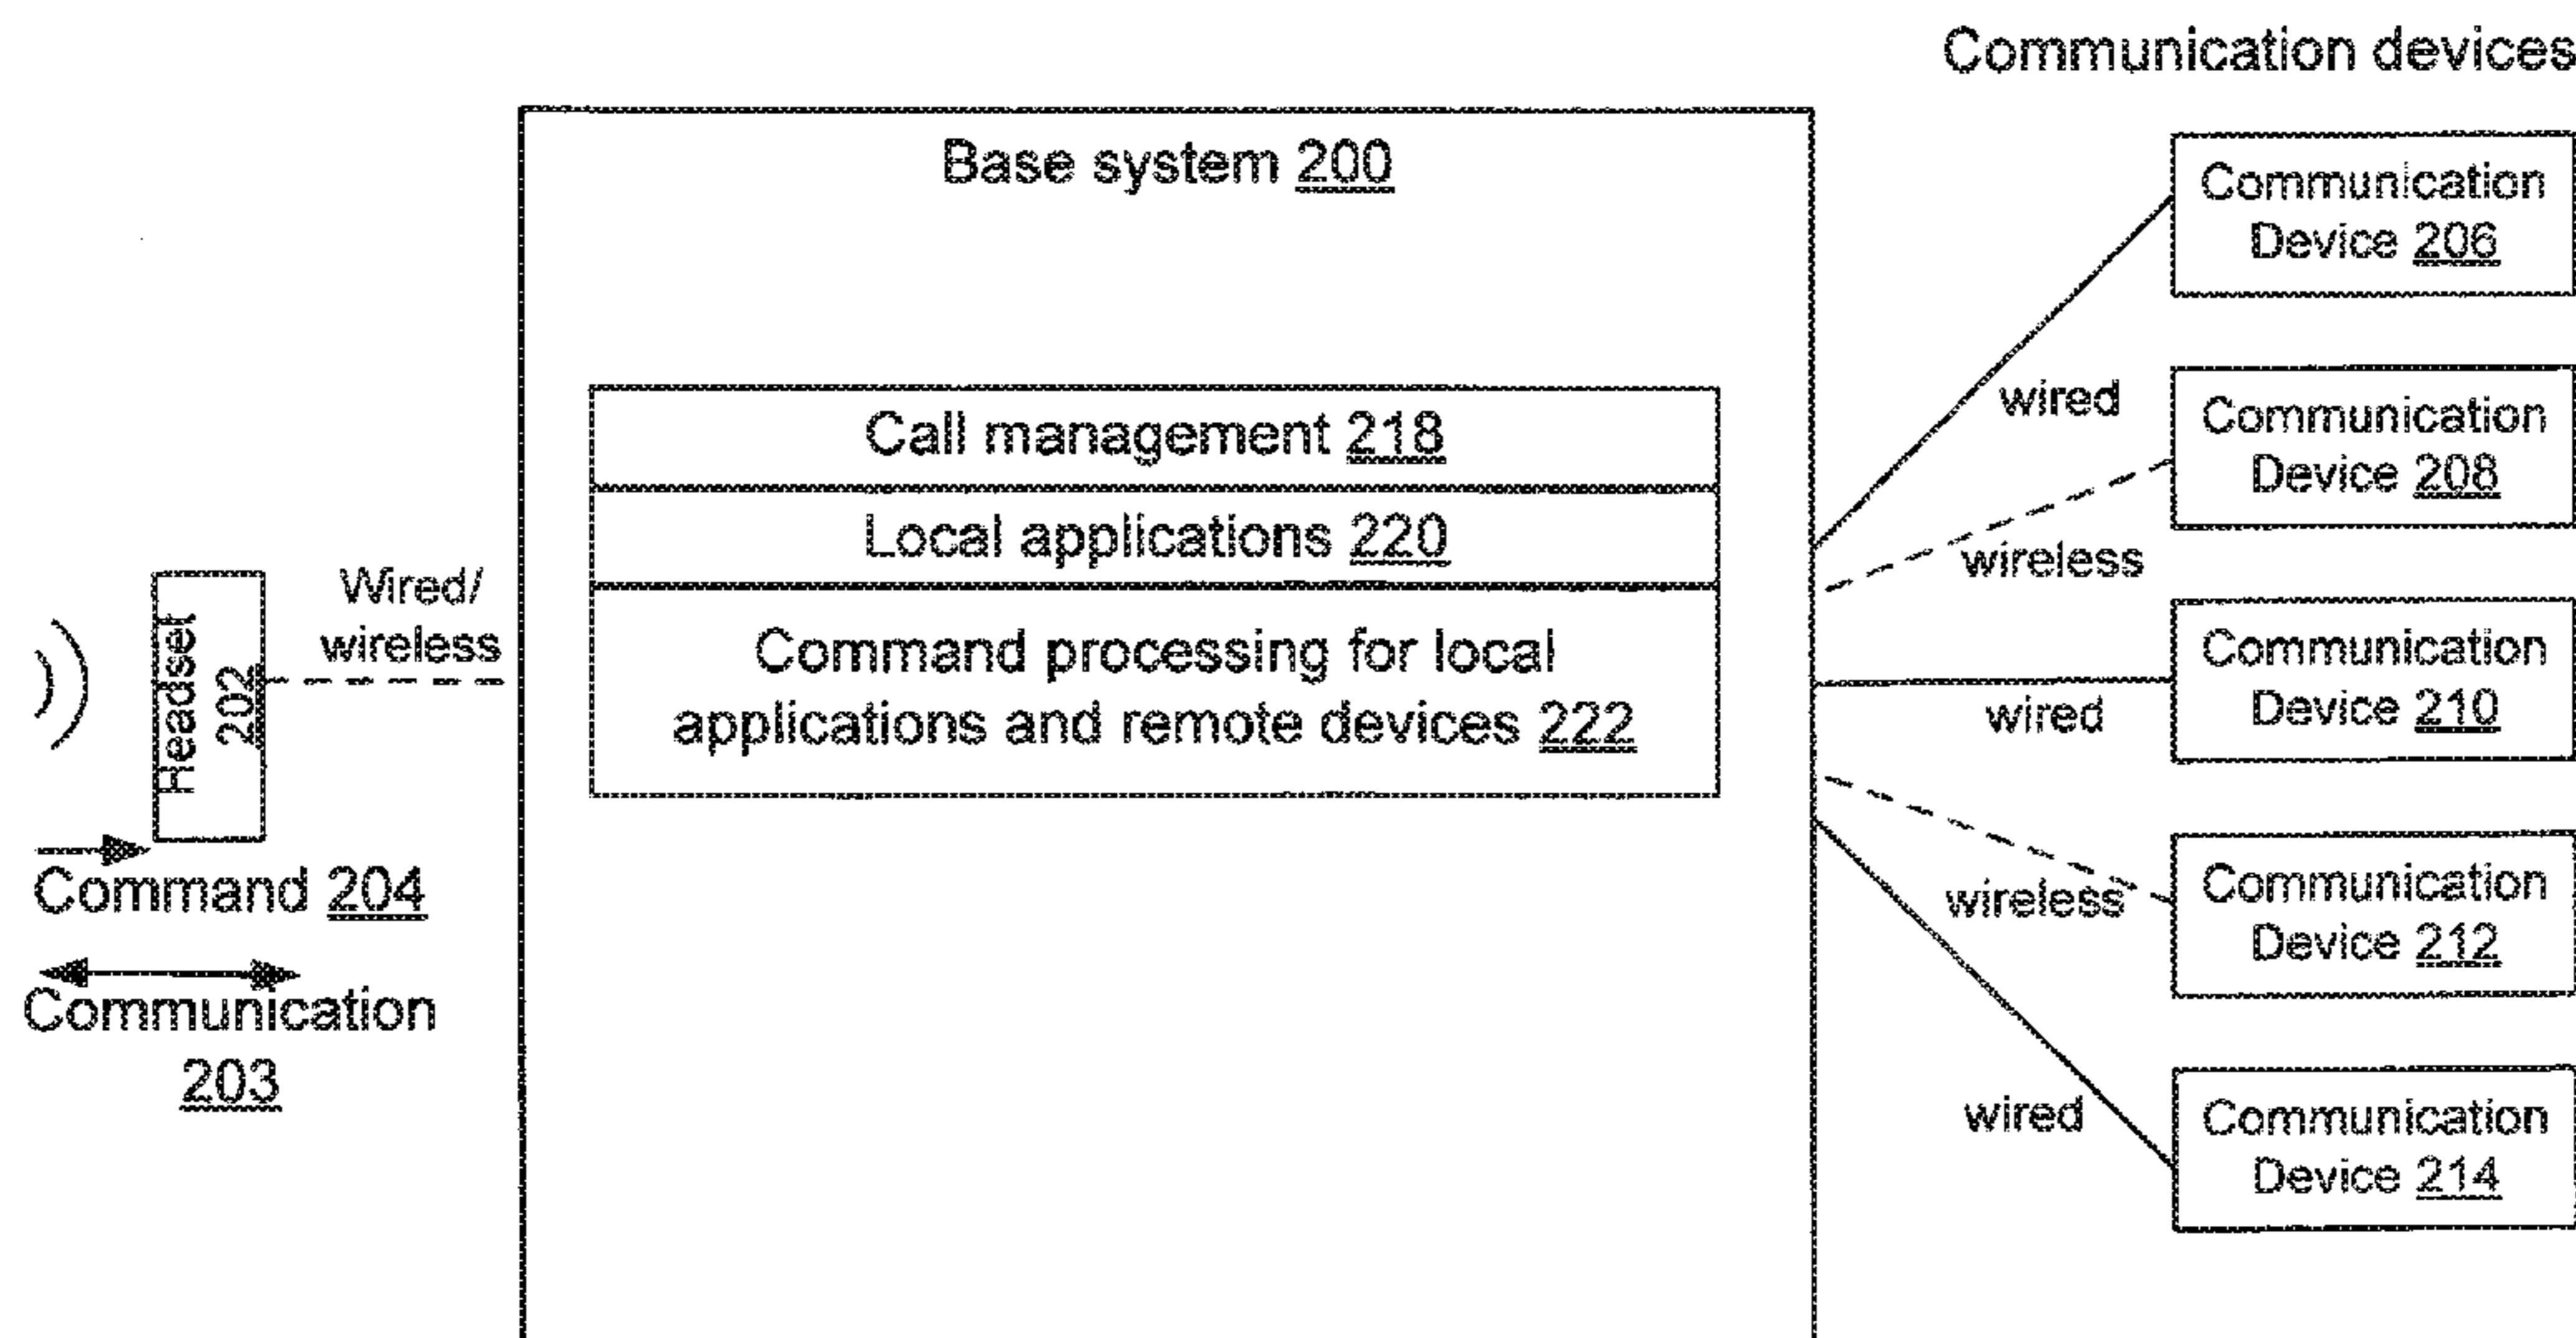 Communication devices
Base system 200
Call management 218
Local applications 220
Command processing for local
applications and remote devices 222
Wired/
wireless
Headset
202
Command 204
Communication
203
wired
wireless
wired
wireless
wired
Communication
Device 206
Communication
Device 208
Communication
Device 210
Communication
Device 212
Communication
Device 214